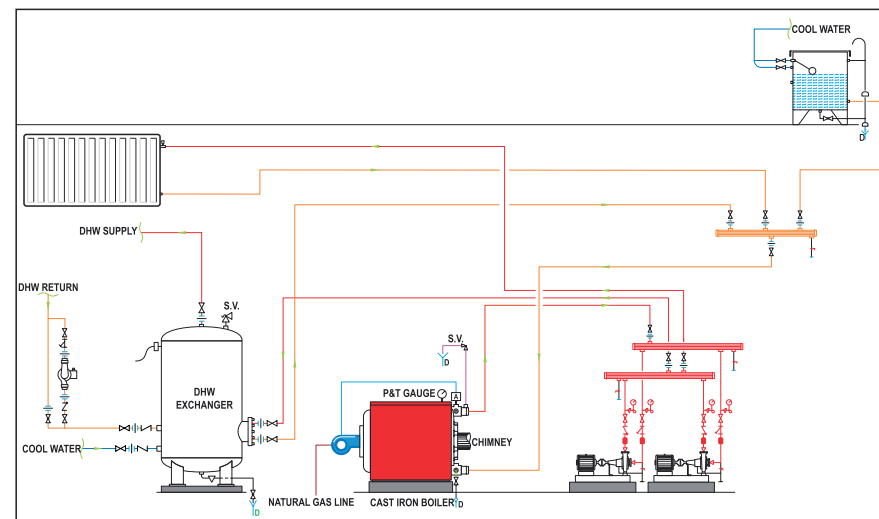 COOL WATER
D
DHW SUPPLY
DHW RETURN
S.V.
S.V.
D
DHW
EXCHANGER
P&T GAUGE
A
CHIMNEY
COOL WATER
NATURAL GAS LINE
CAST IRON BOILER
D
D